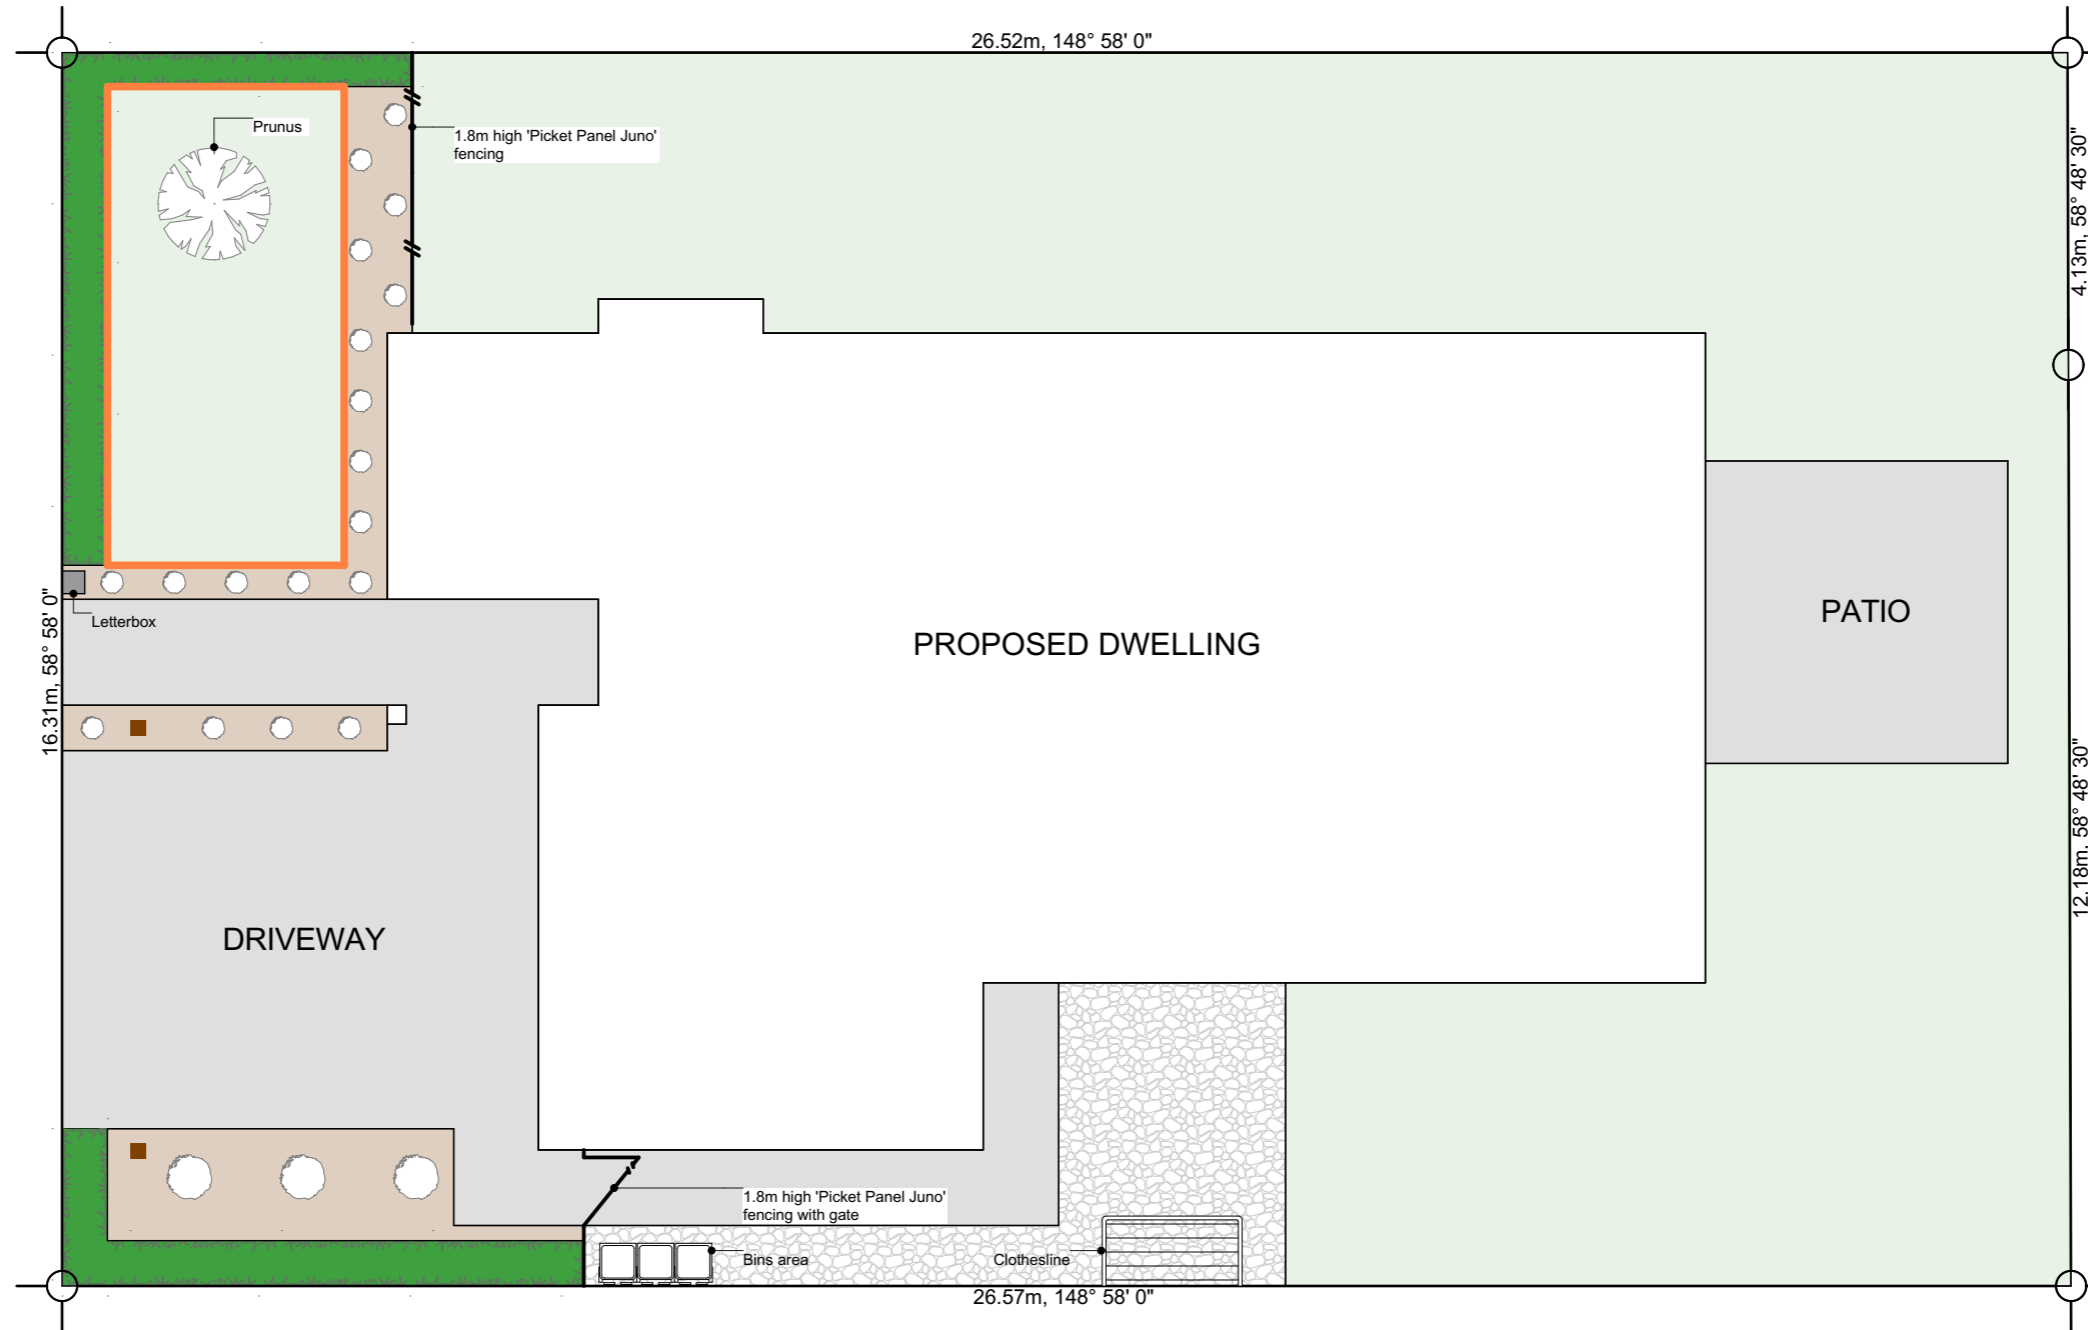 26.52m, 148° 58' 0"
Prunus
1.8m high 'Picket Panel Juno'
fencing
4.13m, 58° 48' 30"
Letterbox
16.31m, 58° 58' 0"
PROPOSED DWELLING
PATIO
12.18m, 58° 48' 30"
DRIVEWAY
1.8m high 'Picket Panel Juno'
fencing with gate
Bins area
Clothesline
26.57m, 148° 58' 0"